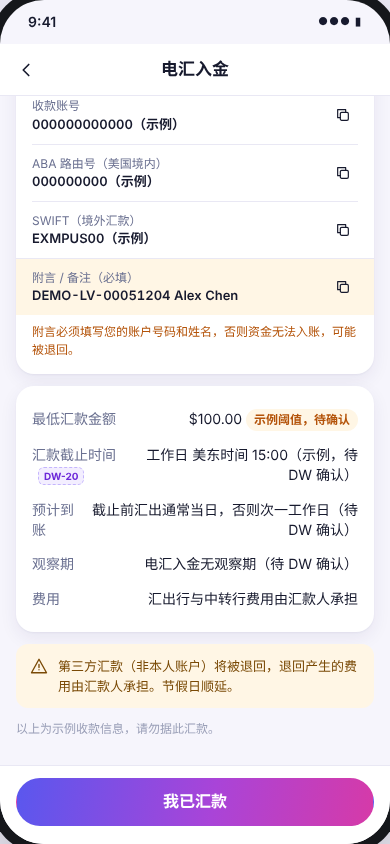 9:41
电汇入金
收款账号
000000000000（示例）
ABA 路由号（美国境内）
000000000（示例）
SWIFT（境外汇款）
EXMPUS00（示例）
附言 / 备注（必填）
DEMO-LV-00051204 Alex Chen
附言必须填写您的账户号码和姓名，否则资金无法入账，可能
被退回。
最低汇款金额
$100.00 示例阈值，待确认
汇款截止时间
DW-20
工作日 美东时间 15:00（示例，待
DW 确认）
预计到
账
截止前汇出通常当日，否则次一工作日（待
DW 确认）
观察期
电汇入金无观察期（待 DW 确认）
费用
汇出行与中转行费用由汇款人承担
第三方汇款（非本人账户）将被退回，退回产生的费
用由汇款人承担。节假日顺延。
以上为示例收款信息，请勿据此汇款。
我已汇款